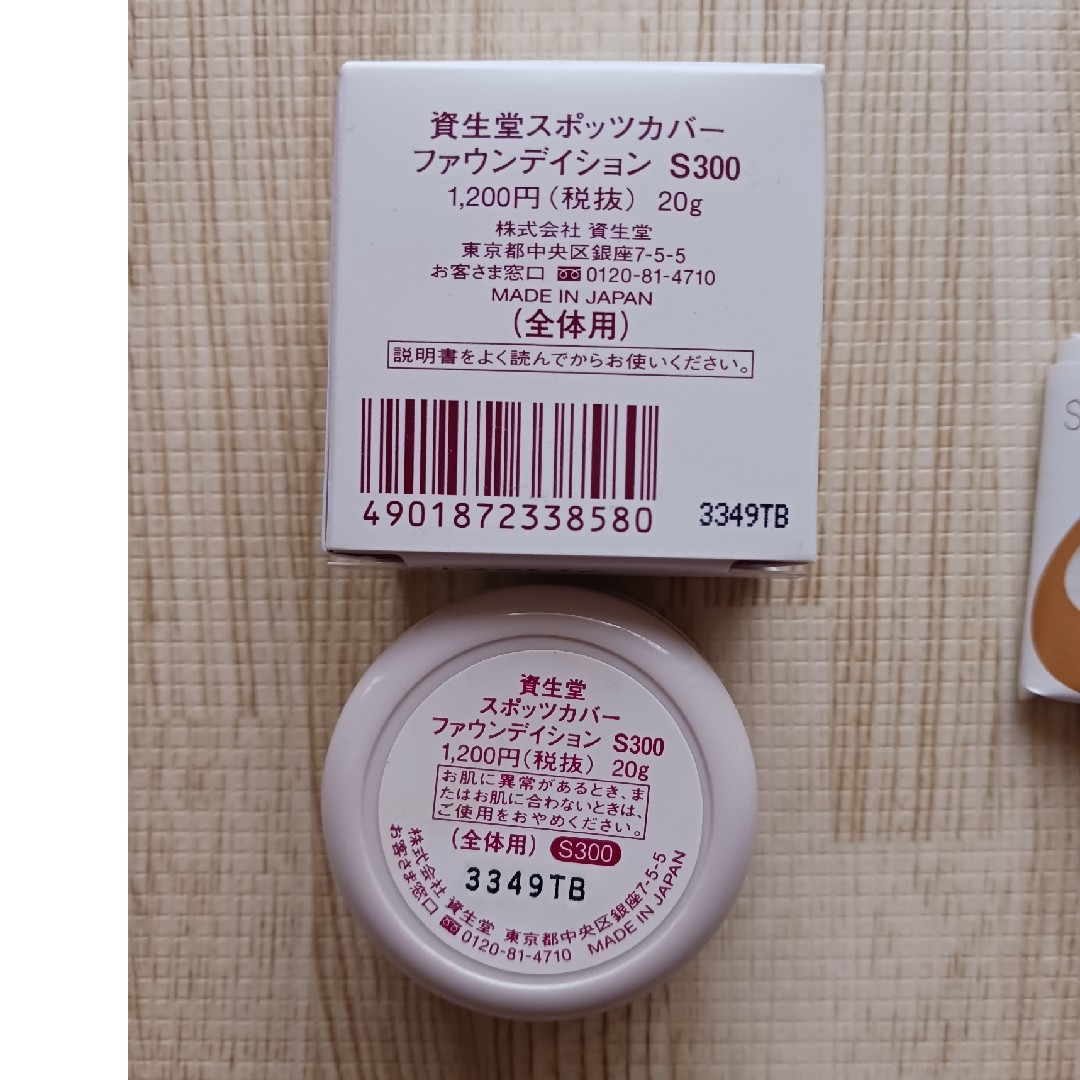 資生堂スポッツカバー
ファウンデイション S300
1,200円(税抜) 20g
株式会社 資生堂
東京都中央区銀座7-5-5
お客さま窓口 0120-81-4710
MADE IN JAPAN
(全体用)
説明書をよく読んでからお使いください。
4901872338580
3349TB
資生堂
スポッツカバー
ファウンデイション S300
1,200円(税抜) 20g
お肌に異常があるとき、ま
たはお肌に合わないときは、
ご使用をおやめください。
(全体用) S300
3349TB
株式会社 資生堂 東京都中央区銀座7-5-5
お客さま窓口 0120-81-4710 MADE IN JAPAN
S